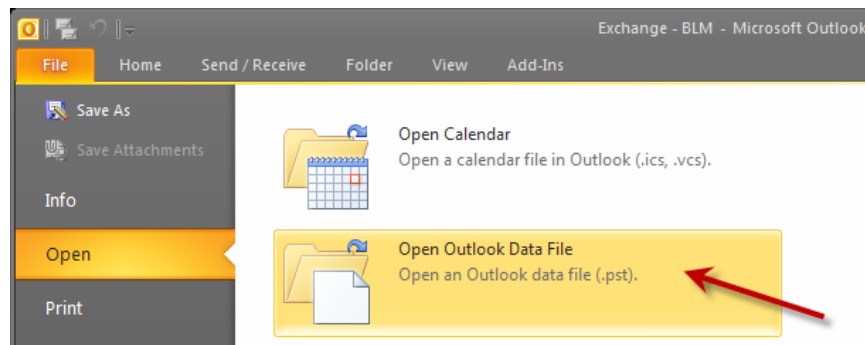 Exchange - BLM - Microsoft Outlook
File Home Send / Receive Folder View Add-Ins
Save As
Save Attachments
Info
Open
Print
Open Calendar
Open a calendar file in Outlook (.ics, .vcs).
Open Outlook Data File
Open an Outlook data file (.pst).